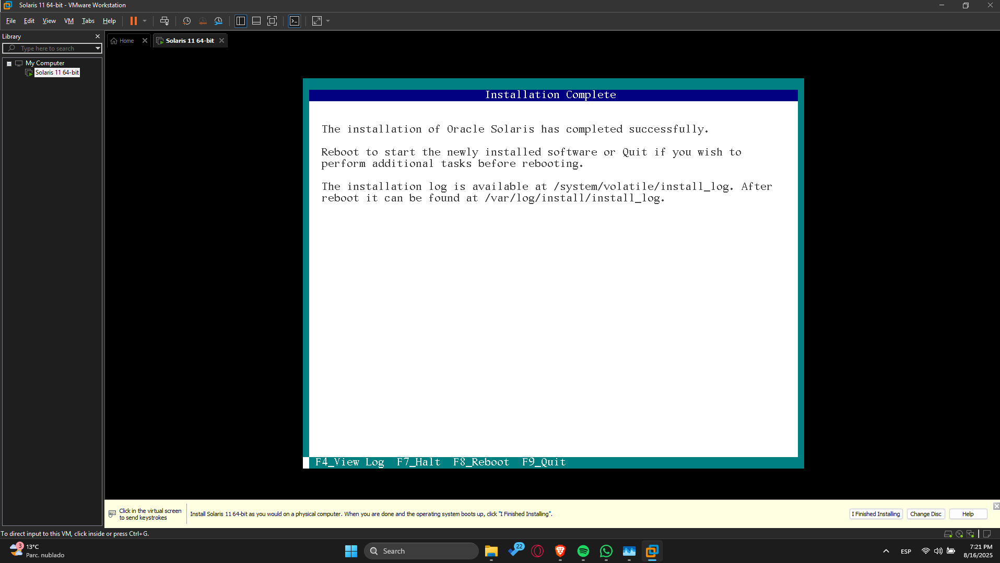 Solaris 11 64-bit - VMware Workstation
File Edit View VM Tabs Help
Library
Type here to search
My Computer
Solaris 11 64-bit
Home
Solaris 11 64-bit
Installation Complete
The installation of Oracle Solaris has completed successfully.
Reboot to start the newly installed software or Quit if you wish to
perform additional tasks before rebooting.
The installation log is available at /system/volatile/install_log. After
reboot it can be found at /var/log/install/install_log.
F4_View Log F7_Halt F8_Reboot F9_Quit
Click in the virtual screen
to send keystrokes
Install Solaris 11 64-bit as you would on a physical computer. When you are done and the operating system boots up, click "I Finished Installing".
I Finished Installing
Change Disc
Help
To direct input to this VM, click inside or press Ctrl+G.
3
13°C
Parc. nublado
Search
22
ESP
7:21 PM
8/16/2025